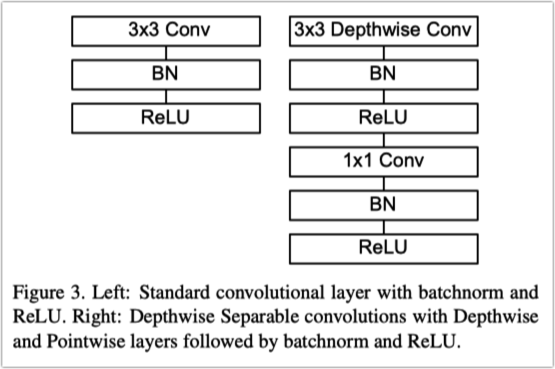 3x3 Conv
BN
ReLU
3x3 Depthwise Conv
BN
ReLU
1x1 Conv
BN
ReLU
Figure 3. Left: Standard convolutional layer with batchnorm and
ReLU. Right: Depthwise Separable convolutions with Depthwise
and Pointwise layers followed by batchnorm and ReLU.